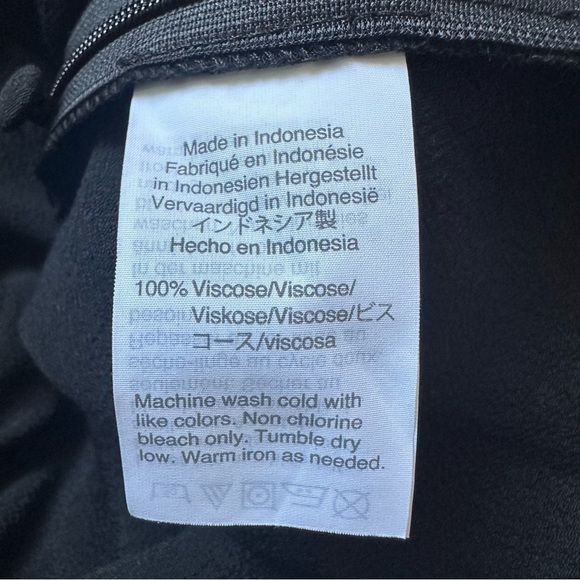 Made in Indonesia
Fabriqué en Indonésie
in Indonesien Hergestellt
Vervaardigd in Indonesië
インドネシア製
Hecho en Indonesia
100% Viscose/Viscose/
Viskose/Viscose/ビス
コース/viscosa
Machine wash cold with
like colors. Non chlorine
bleach only. Tumble dry
low. Warm iron as needed.